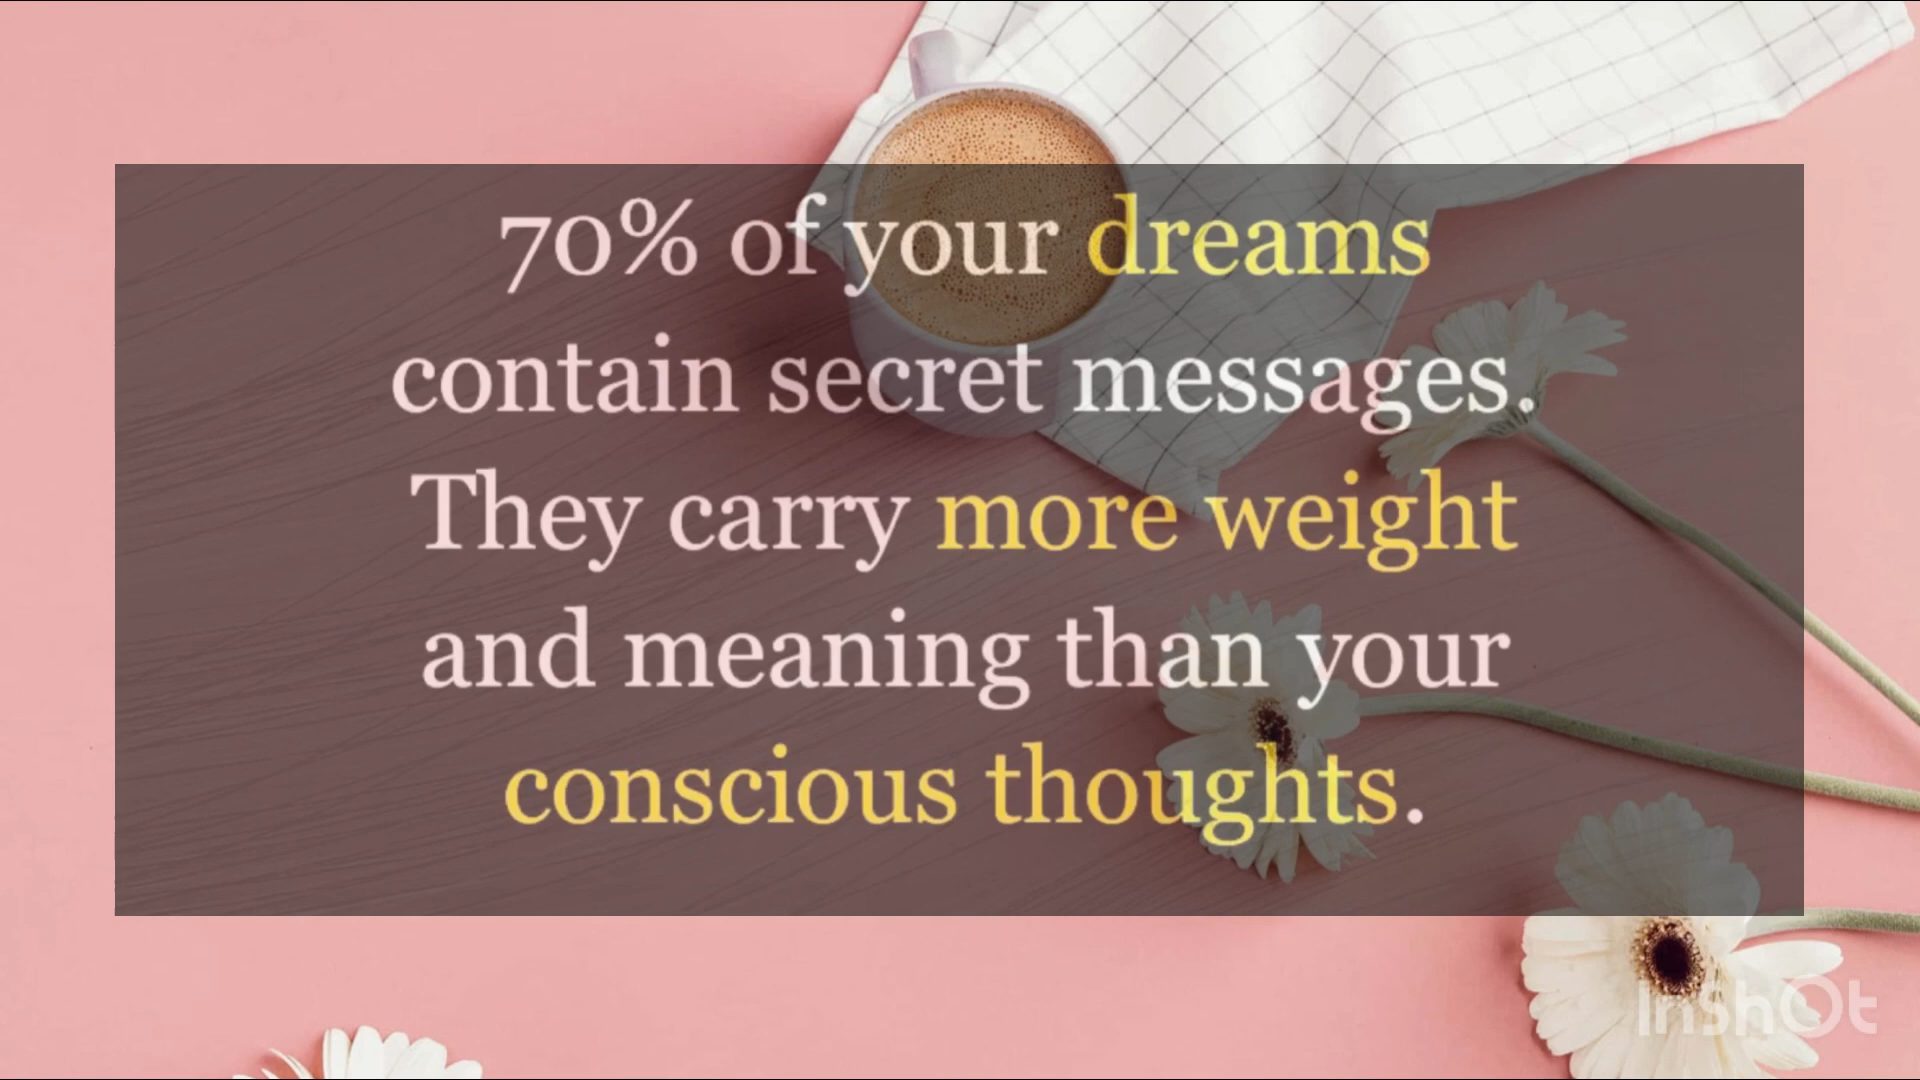 70% of your dreams
contain secret messages.
They carry more weight
and meaning than your
conscious thoughts.
InShOt